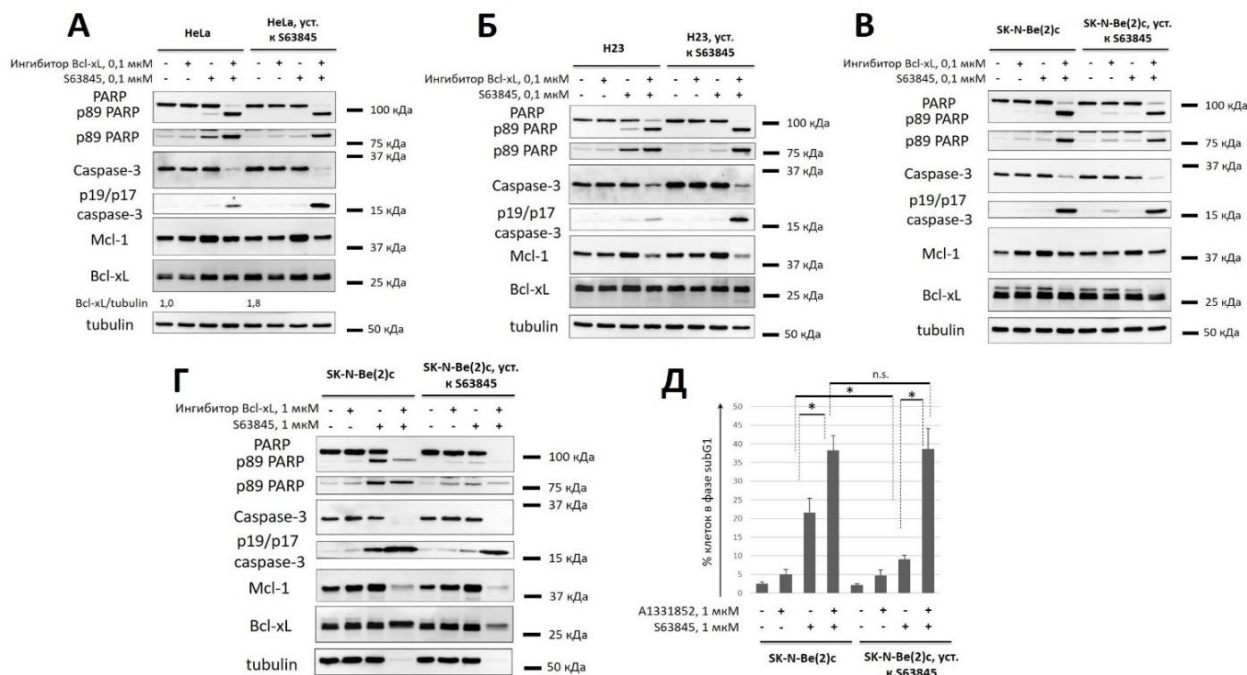 А
HeLa
HeLa, уст.
к S63845
Ингибитор Bcl-xL, 0,1 мкМ - + - + - + - +
S63845, 0,1 мкМ - - + + - - + +
PARP
p89 PARP
100 кДа
p89 PARP
75 кДа
37 кДа
Caspase-3
p19/p17
caspase-3
15 кДа
Mcl-1
37 кДа
Bcl-xL
25 кДа
Bcl-xL/tubulin 1,0 1,8
tubulin
50 кДа
Б
H23
H23, уст.
к S63845
Ингибитор Bcl-xL, 0,1 мкМ - + - + - + - +
S63845, 0,1 мкМ - - + + - - + +
PARP
p89 PARP
100 кДа
p89 PARP
75 кДа
37 кДа
Caspase-3
p19/p17
caspase-3
15 кДа
Mcl-1
37 кДа
Bcl-xL
25 кДа
tubulin
50 кДа
В
SK-N-Be(2)c
SK-N-Be(2)c, уст.
к S63845
Ингибитор Bcl-xL, 0,1 мкМ - + - + - + - +
S63845, 0,1 мкМ - - + + - - + +
PARP
p89 PARP
100 кДа
p89 PARP
75 кДа
37 кДа
Caspase-3
p19/p17
caspase-3
15 кДа
Mcl-1
37 кДа
Bcl-xL
25 кДа
tubulin
50 кДа
Г
SK-N-Be(2)c
SK-N-Be(2)c, уст.
к S63845
Ингибитор Bcl-xL, 1 мкМ - + - + - + - +
S63845, 1 мкМ - - + + - - + +
PARP
p89 PARP
100 кДа
p89 PARP
75 кДа
37 кДа
Caspase-3
p19/p17
caspase-3
15 кДа
Mcl-1
37 кДа
Bcl-xL
25 кДа
tubulin
50 кДа
Д
n.s.
* * *
% клеток в фазе subG1
50
45
40
35
30
25
20
15
10
5
0
A1331852, 1 мкМ - + - + - + - +
S63845, 1 мкМ - - + + - - + +
SK-N-Be(2)c
SK-N-Be(2)c, уст.
к S63845